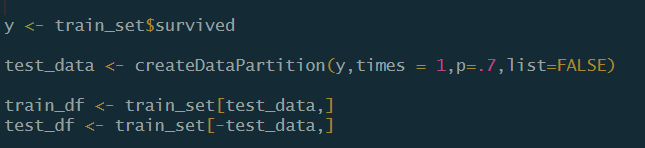 y <- train_set$survived
test_data <- createDataPartition(y,times = 1,p=.7,list=FALSE)
train_df <- train_set[test_data,]
test_df <- train_set[-test_data,]